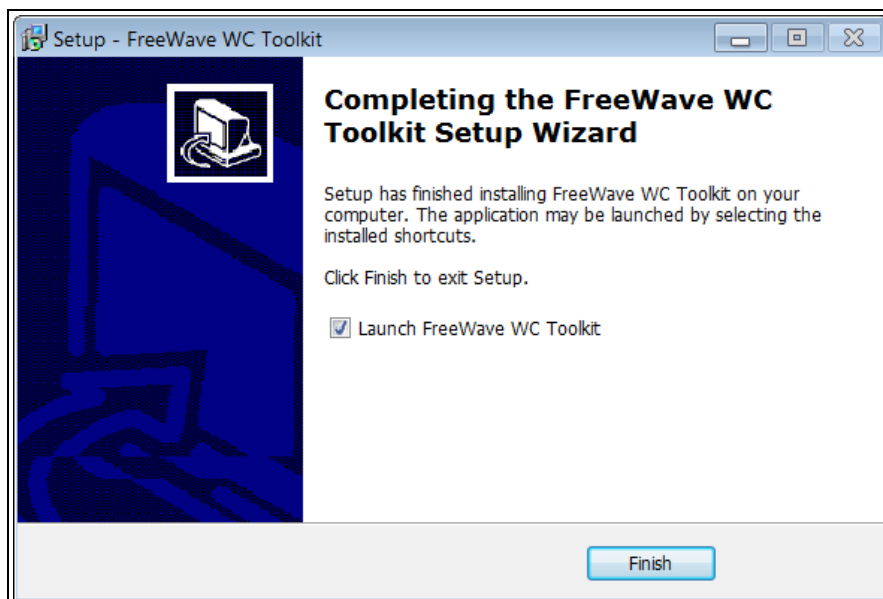 Setup - FreeWave WC Toolkit
Completing the FreeWave WC
Toolkit Setup Wizard
Setup has finished installing FreeWave WC Toolkit on your
computer. The application may be launched by selecting the
installed shortcuts.
Click Finish to exit Setup.
Launch FreeWave WC Toolkit
Finish